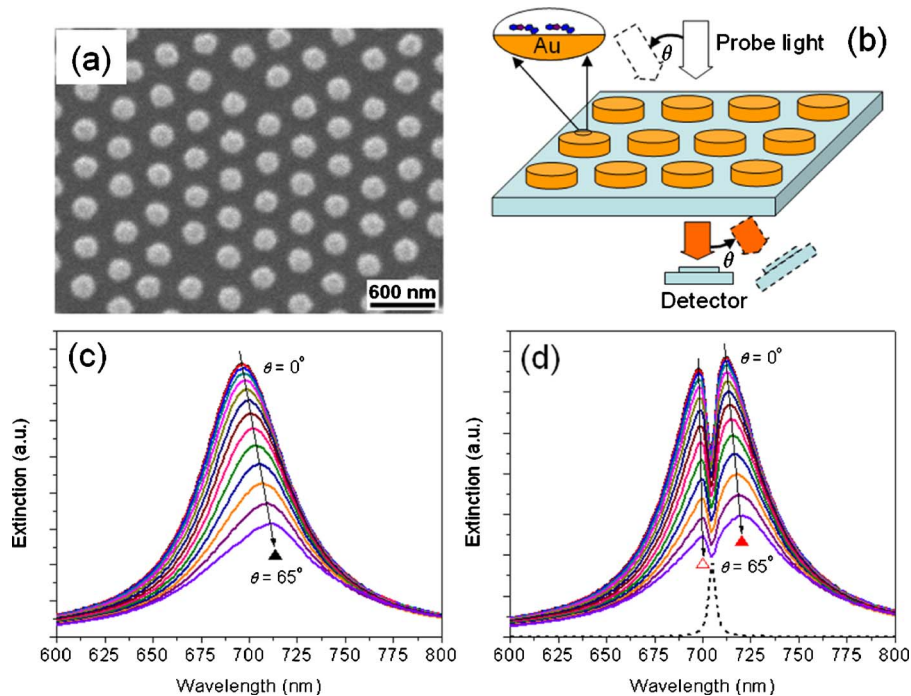 (a)
600 nm
(b)
Au
θ
Probe light
θ
Detector
(c)
θ = 0°
θ = 65°
Extinction (a.u.)
600 625 650 675 700 725 750 775 800
Wavelength (nm)
(d)
θ = 0°
θ = 65°
Extinction (a.u.)
600 625 650 675 700 725 750 775 800
Wavelength (nm)